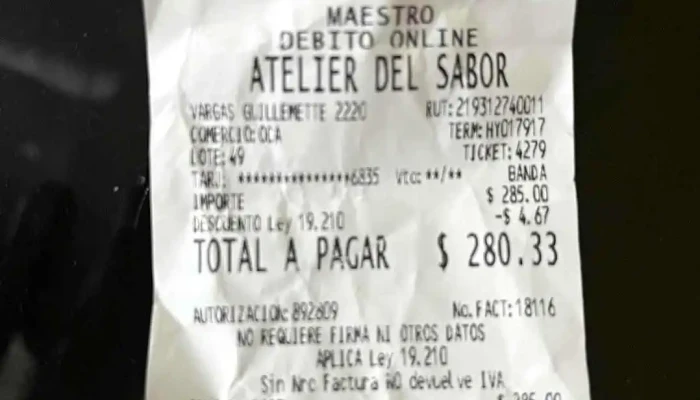 MAESTRO
DEBITO ONLINE
ATELIER DEL SABOR
VARGAS GUILLEMETTE 2220 RUT: 219312740011
COMERCIO: OCA TERM: HY017917
LOTE: 49 TICKET: 4279
TARJ: ***************6835 Vto: **/** BANDA
IMPORTE $ 285.00
DESCUENTO Ley 19.210 -$ 4.67
TOTAL A PAGAR $ 280.33
AUTORIZACION: 892609 No. FACT: 18116
NO REQUIERE FIRMA NI OTROS DATOS
APLICA Ley 19.210
Sin Nro Factura NO devuelve IVA